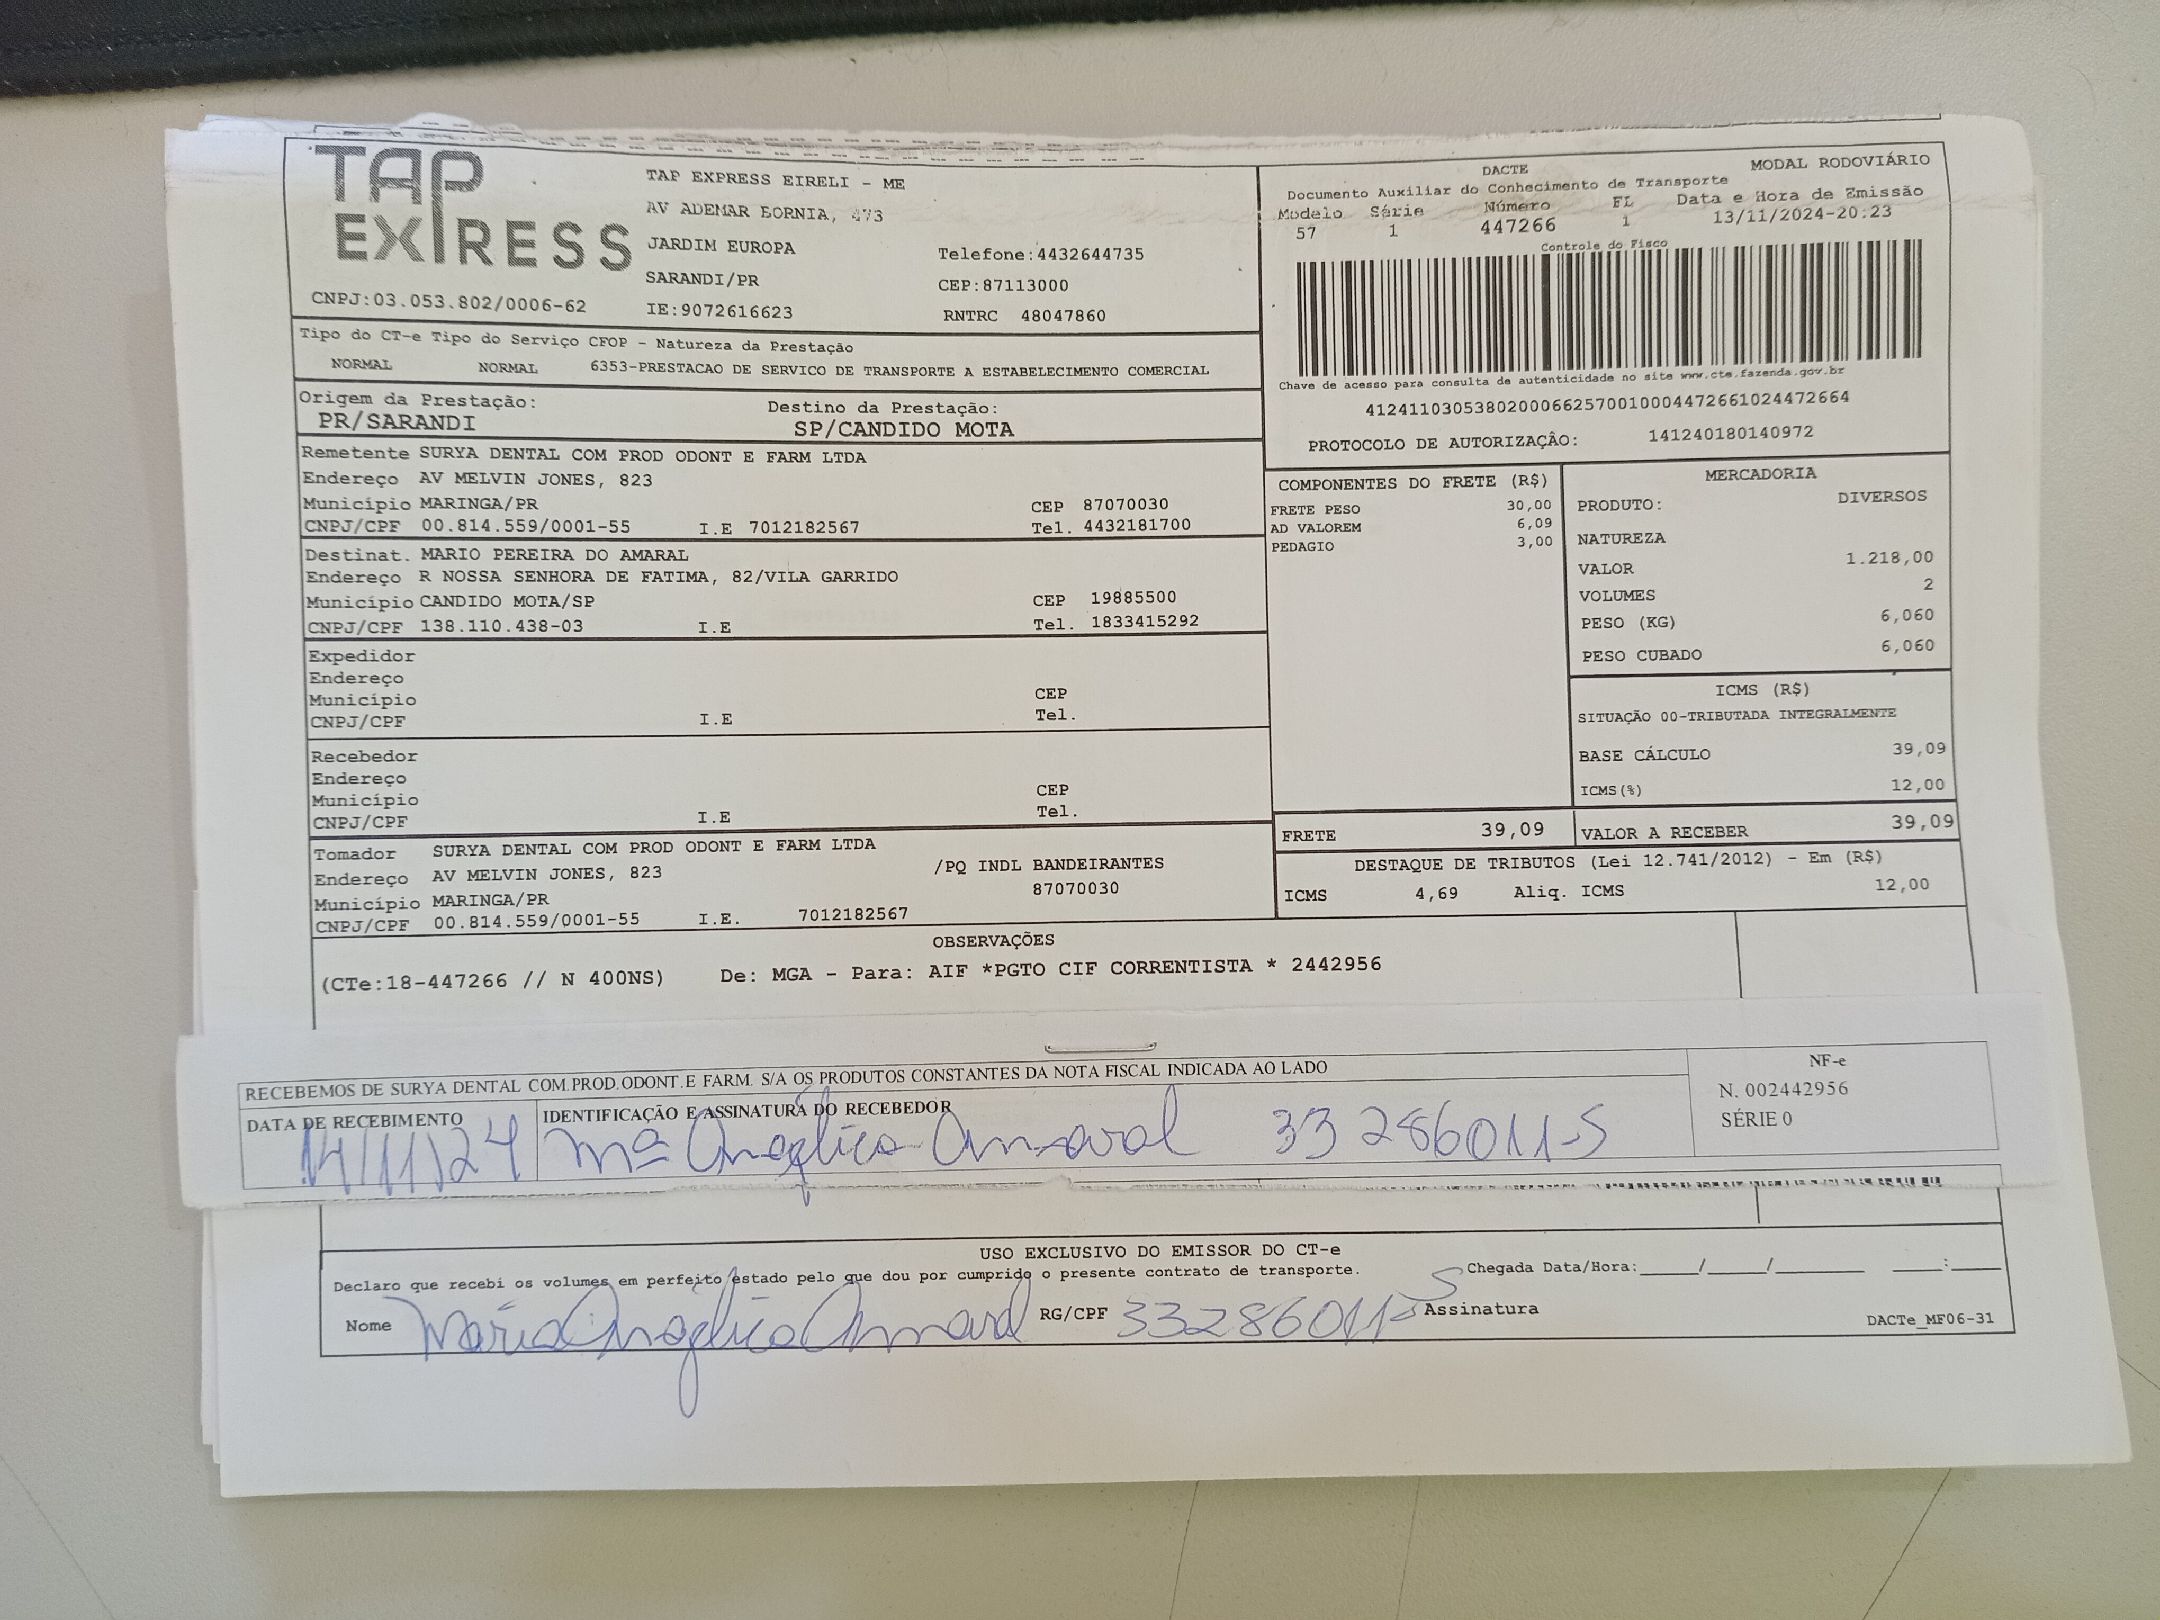 TAP EXPRESS
TAP EXPRESS EIRELI - ME
AV ADEMAR BORNIA, 473
JARDIM EUROPA Telefone:4432644735
SARANDI/PR CEP:87113000
CNPJ:03.053.802/0006-62 IE:9072616623 RNTRC 48047860
DACTE MODAL RODOVIÁRIO
Documento Auxiliar do Conhecimento de Transporte
Modelo Série Número FL Data e Hora de Emissão
57 1 447266 1 13/11/2024-20:23
Controle do Fisco
Chave de acesso para consulta de autenticidade no site www.cte.fazenda.gov.br
41241103053802000662570010004472661024472664
PROTOCOLO DE AUTORIZAÇÂO: 141240180140972
Tipo do CT-e Tipo do Serviço CFOP - Natureza da Prestação
NORMAL NORMAL 6353-PRESTACAO DE SERVICO DE TRANSPORTE A ESTABELECIMENTO COMERCIAL
Origem da Prestação: Destino da Prestação:
PR/SARANDI SP/CANDIDO MOTA
Remetente SURYA DENTAL COM PROD ODONT E FARM LTDA
Endereço AV MELVIN JONES, 823
Município MARINGA/PR CEP 87070030
CNPJ/CPF 00.814.559/0001-55 I.E 7012182567 Tel. 4432181700
Destinat. MARIO PEREIRA DO AMARAL
Endereço R NOSSA SENHORA DE FATIMA, 82/VILA GARRIDO
Município CANDIDO MOTA/SP CEP 19885500
CNPJ/CPF 138.110.438-03 I.E Tel. 1833415292
Expedidor
Endereço
Município CEP
CNPJ/CPF I.E Tel.
Recebedor
Endereço
Município CEP
CNPJ/CPF I.E Tel.
Tomador SURYA DENTAL COM PROD ODONT E FARM LTDA
Endereço AV MELVIN JONES, 823 /PQ INDL BANDEIRANTES
Município MARINGA/PR 87070030
CNPJ/CPF 00.814.559/0001-55 I.E. 7012182567
COMPONENTES DO FRETE (R$)
FRETE PESO 30,00
AD VALOREM 6,09
PEDAGIO 3,00
MERCADORIA
PRODUTO: DIVERSOS
NATUREZA
VALOR 1.218,00
VOLUMES 2
PESO (KG) 6,060
PESO CUBADO 6,060
ICMS (R$)
SITUAÇÃO 00-TRIBUTADA INTEGRALMENTE
BASE CÁLCULO 39,09
ICMS(%) 12,00
FRETE 39,09 VALOR A RECEBER 39,09
DESTAQUE DE TRIBUTOS (Lei 12.741/2012) - Em (R$)
ICMS 4,69 Aliq. ICMS 12,00
OBSERVAÇÕES
(CTe:18-447266 // N 400NS) De: MGA - Para: AIF *PGTO CIF CORRENTISTA * 2442956
RECEBEMOS DE SURYA DENTAL COM.PROD.ODONT.E FARM. S/A OS PRODUTOS CONSTANTES DA NOTA FISCAL INDICADA AO LADO
DATA DE RECEBIMENTO IDENTIFICAÇÃO E ASSINATURA DO RECEBEDOR
14/11/24 Mª Angélica Amaral 33286011-5
NF-e
N. 002442956
SÉRIE 0
USO EXCLUSIVO DO EMISSOR DO CT-e
Declaro que recebi os volumes em perfeito estado pelo que dou por cumprido o presente contrato de transporte. Chegada Data/Hora:_____/_____/________ ____:____
Nome Maria Angélica Amaral RG/CPF 33286011-5 Assinatura
DACTe_MF06-31